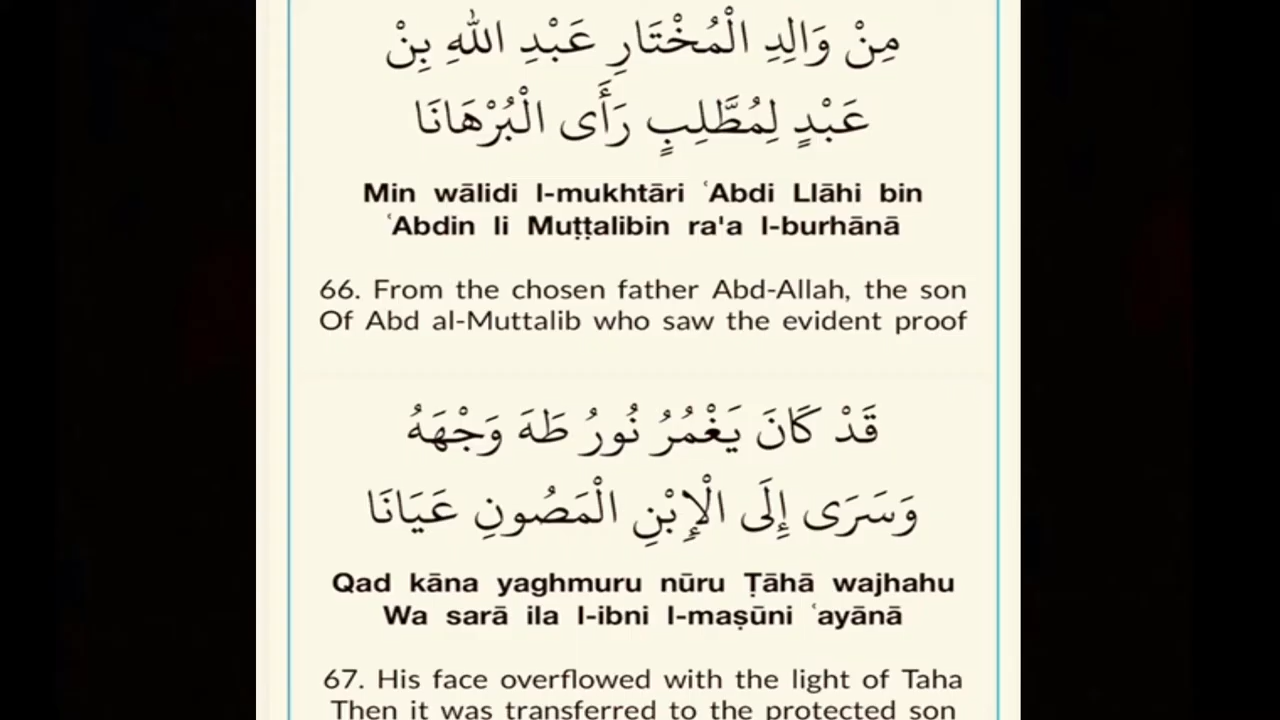 مِنْ وَالِدِ الْمُخْتَارِ عَبْدِ اللهِ بِنْ
عَبْدٍ لِمُطَّلِبٍ رَأَى الْبُرْهَانَا
Min wālidi l-mukhtāri ʿAbdi Llāhi bin
ʿAbdin li Muṭṭalibin ra'a l-burhānā
66. From the chosen father Abd-Allah, the son
Of Abd al-Muttalib who saw the evident proof
قَدْ كَانَ يَغْمُرُ نُورُ طَهَ وَجْهَهُ
وَسَرَى إِلَى الْإِبْنِ الْمَصُونِ عَيَانَا
Qad kāna yaghmuru nūru Ṭāhā wajhahu
Wa sarā ila l-ibni l-maṣūni ʿayānā
67. His face overflowed with the light of Taha
Then it was transferred to the protected son